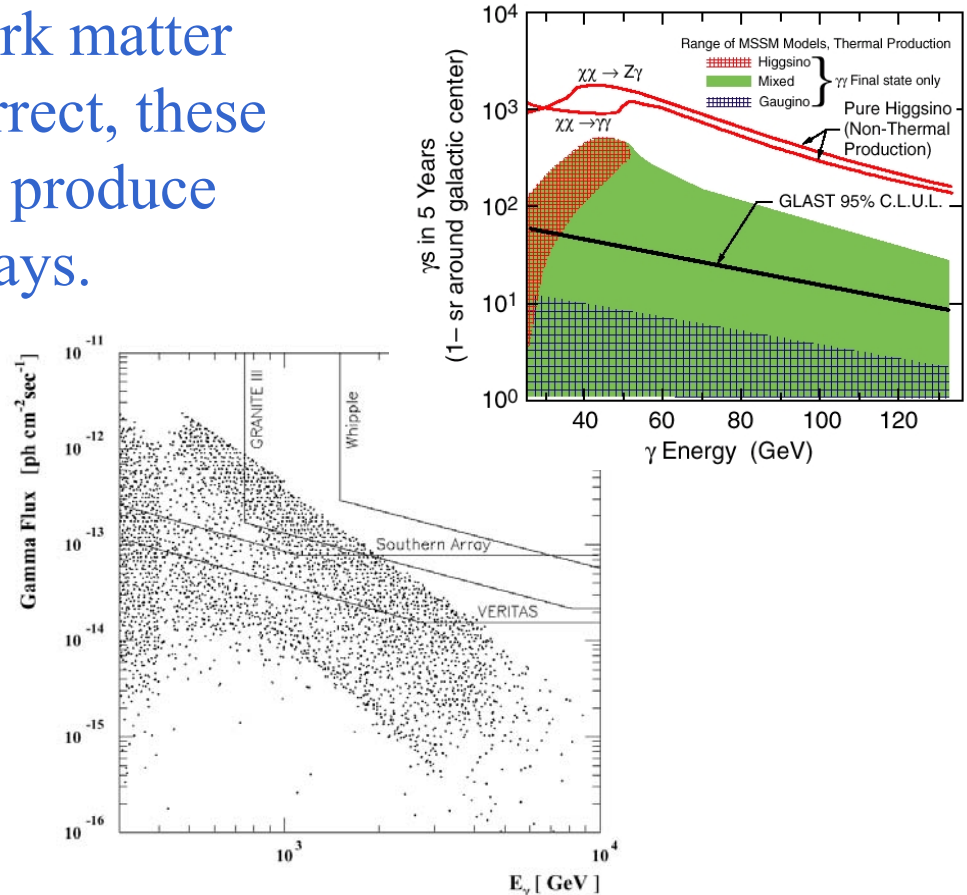 rk matter
rrect, these
produce
ays.
10⁴
10³
10²
10¹
10⁰
γs in 5 Years
(1– sr around galactic center)
Range of MSSM Models, Thermal Production
Higgsino
Mixed
Gaugino
γγ Final state only
χχ → Zγ
χχ →γγ
Pure Higgsino
(Non-Thermal
Production)
GLAST 95% C.L.U.L.
40 60 80 100 120
γ Energy (GeV)
10 -11
10 -12
10 -13
10 -14
10 -15
10 -16
Gamma Flux [ph cm⁻²sec⁻¹]
GRANITE III
Whipple
Southern Array
VERITAS
10³ 10⁴
Eγ [ GeV ]